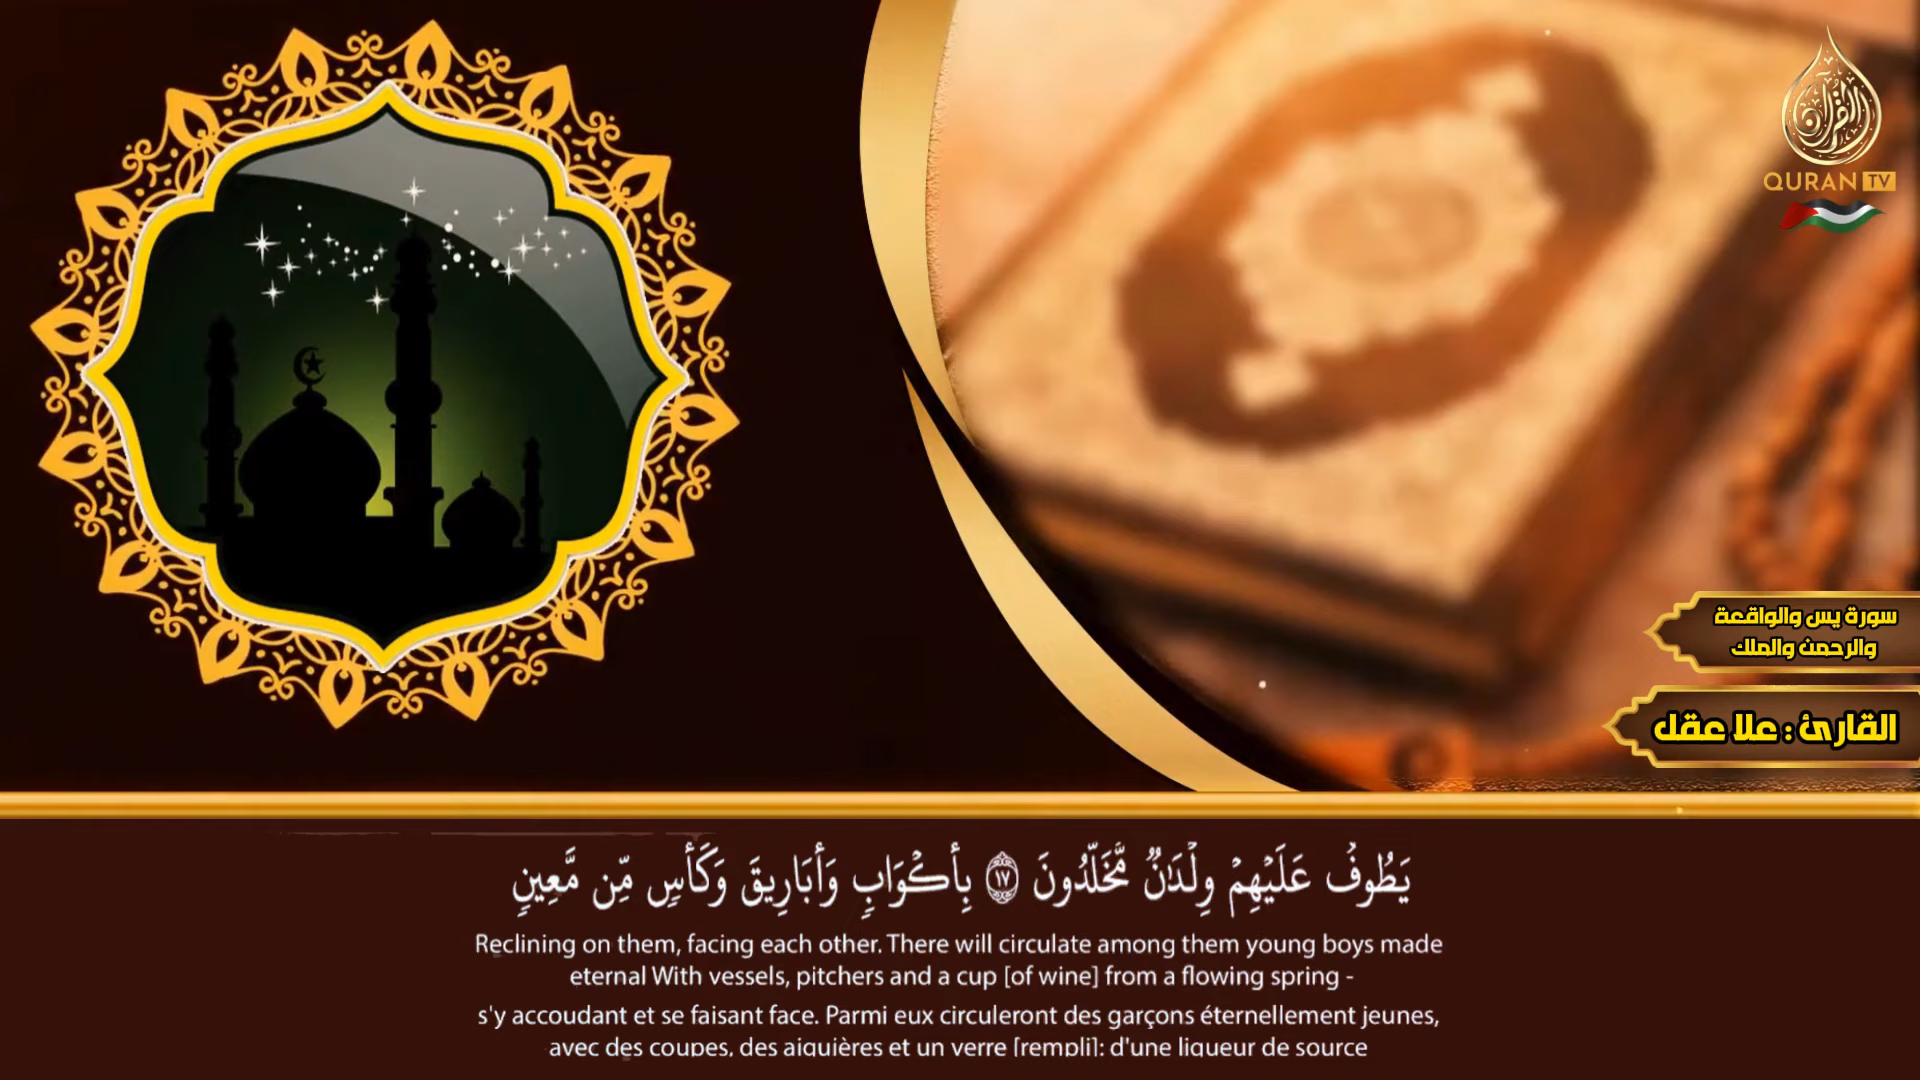 القرآن
QURAN TV
سورة يس والواقعة
والرحمن والملك
القارئ : علا عقل
يَطُوفُ عَلَيْهِمْ وِلْدَٰنٌ مُّخَلَّدُونَ ١٧ بِأَكْوَابٍ وَأَبَارِيقَ وَكَأْسٍ مِّن مَّعِينٍ
Reclining on them, facing each other. There will circulate among them young boys made
eternal With vessels, pitchers and a cup [of wine] from a flowing spring -
s'y accoudant et se faisant face. Parmi eux circuleront des garçons éternellement jeunes,
avec des coupes, des aiguières et un verre [rempli]: d'une liqueur de source